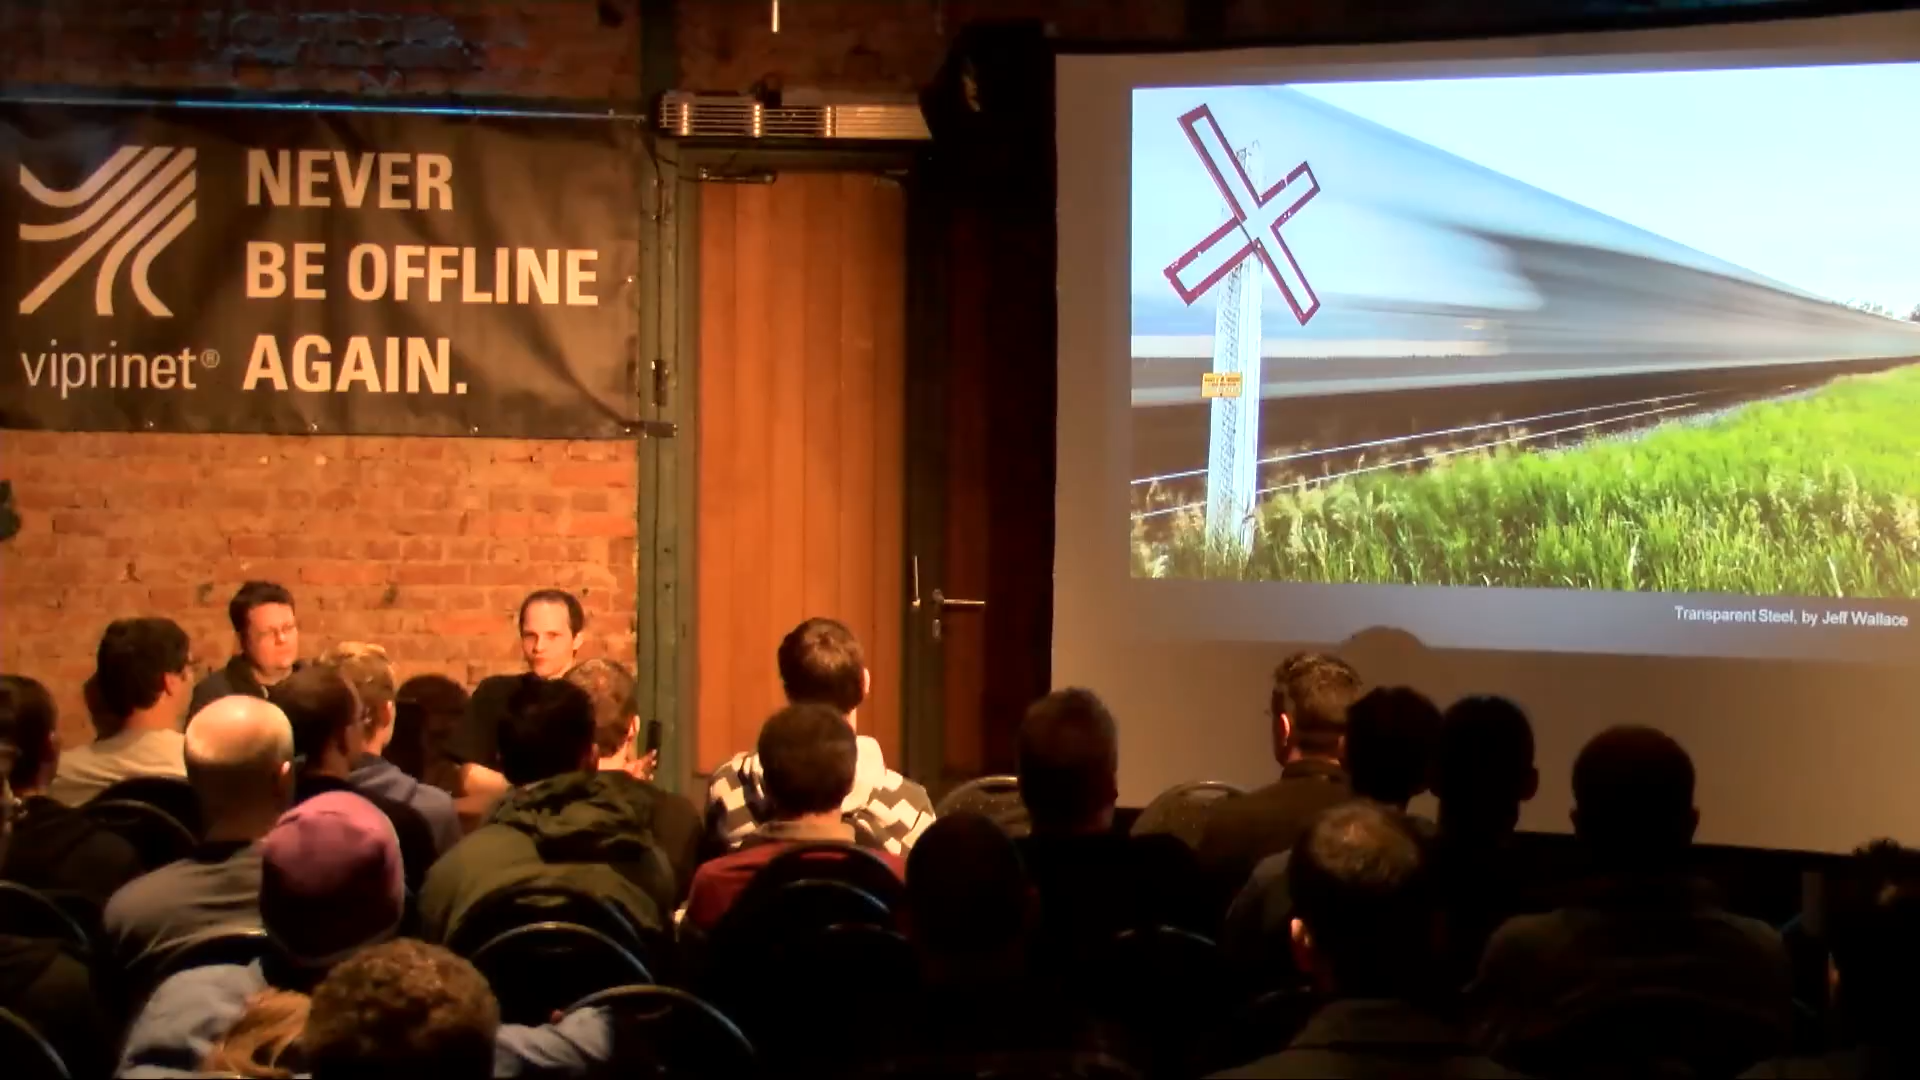 NEVER
BE OFFLINE
AGAIN.
viprinet®
Transparent Steel, by Jeff Wallace